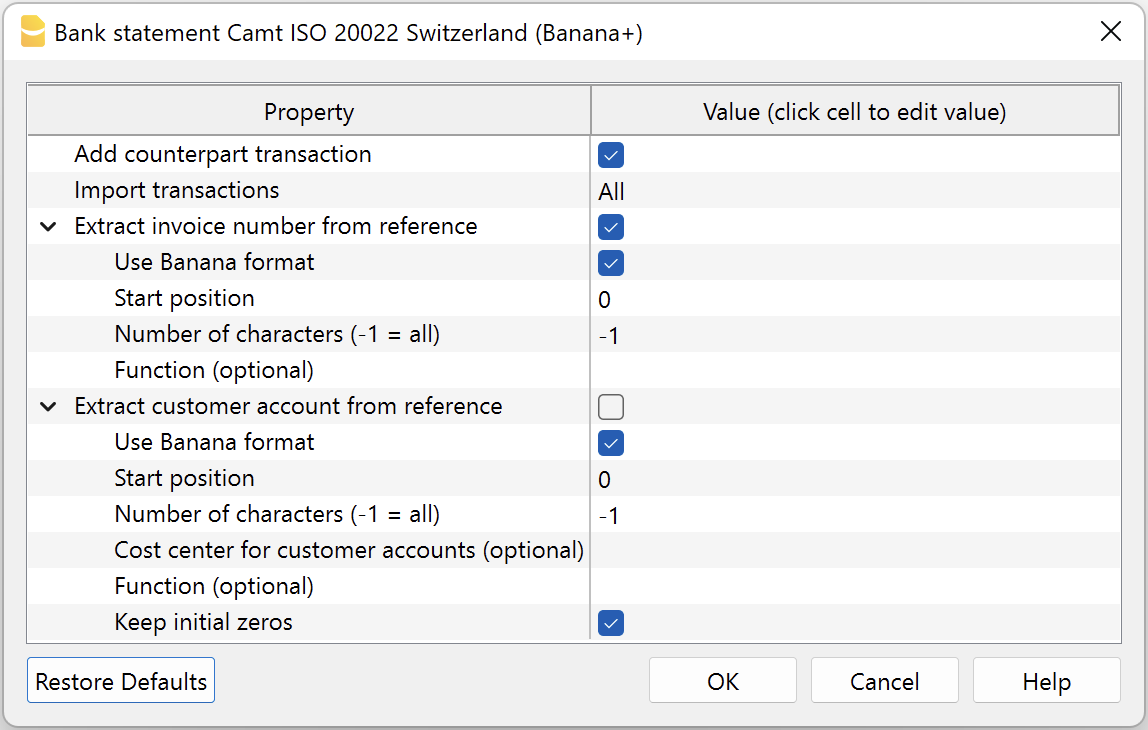 Bank statement Camt ISO 20022 Switzerland (Banana+)
Property Value (click cell to edit value)
Add counterpart transaction
Import transactions All
Extract invoice number from reference
Use Banana format
Start position 0
Number of characters (-1 = all) -1
Function (optional)
Extract customer account from reference
Use Banana format
Start position 0
Number of characters (-1 = all) -1
Cost center for customer accounts (optional)
Function (optional)
Keep initial zeros
Restore Defaults OK Cancel Help